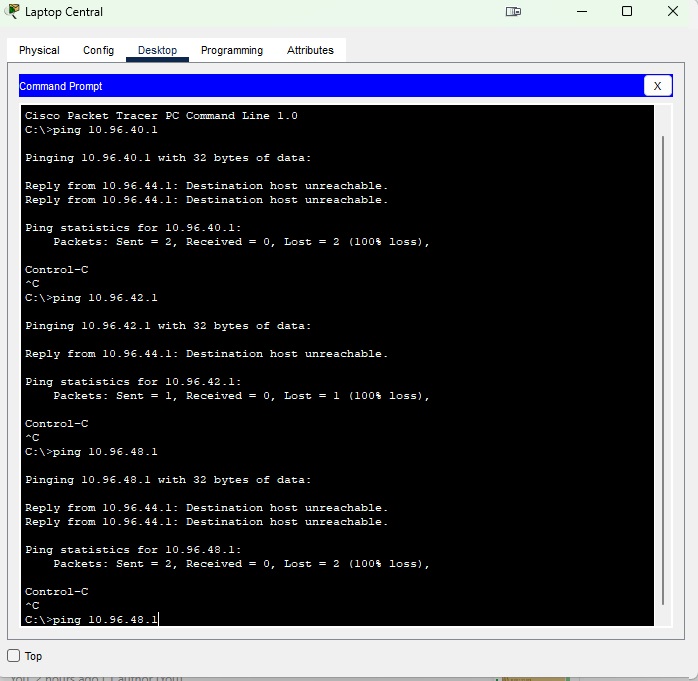 Laptop Central
Physical Config Desktop Programming Attributes
Command Prompt X
Cisco Packet Tracer PC Command Line 1.0
C:\>ping 10.96.40.1
Pinging 10.96.40.1 with 32 bytes of data:
Reply from 10.96.44.1: Destination host unreachable.
Reply from 10.96.44.1: Destination host unreachable.
Ping statistics for 10.96.40.1:
Packets: Sent = 2, Received = 0, Lost = 2 (100% loss),
Control-C
^C
C:\>ping 10.96.42.1
Pinging 10.96.42.1 with 32 bytes of data:
Reply from 10.96.44.1: Destination host unreachable.
Ping statistics for 10.96.42.1:
Packets: Sent = 1, Received = 0, Lost = 1 (100% loss),
Control-C
^C
C:\>ping 10.96.48.1
Pinging 10.96.48.1 with 32 bytes of data:
Reply from 10.96.44.1: Destination host unreachable.
Reply from 10.96.44.1: Destination host unreachable.
Ping statistics for 10.96.48.1:
Packets: Sent = 2, Received = 0, Lost = 2 (100% loss),
Control-C
^C
C:\>ping 10.96.48.1
Top